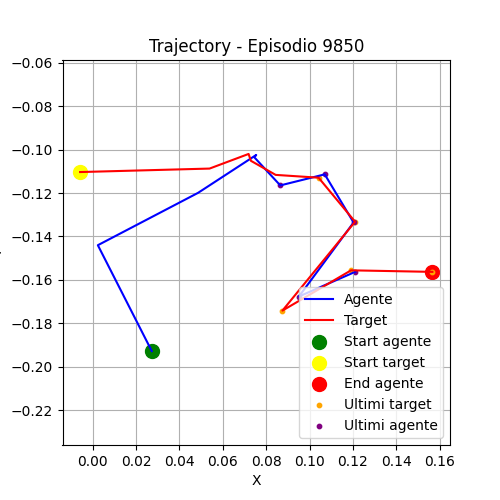 Trajectory - Episodio 9850
−0.06
−0.08
−0.10
−0.12
−0.14
−0.16
−0.18
−0.20
−0.22
Agente
Target
Start agente
Start target
End agente
Ultimi target
Ultimi agente
0.00 0.02 0.04 0.06 0.08 0.10 0.12 0.14 0.16
X